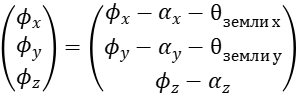 ϕx = ϕx − αx − θземли x
ϕy = ϕy − αy − θземли y
ϕz = ϕz − αz